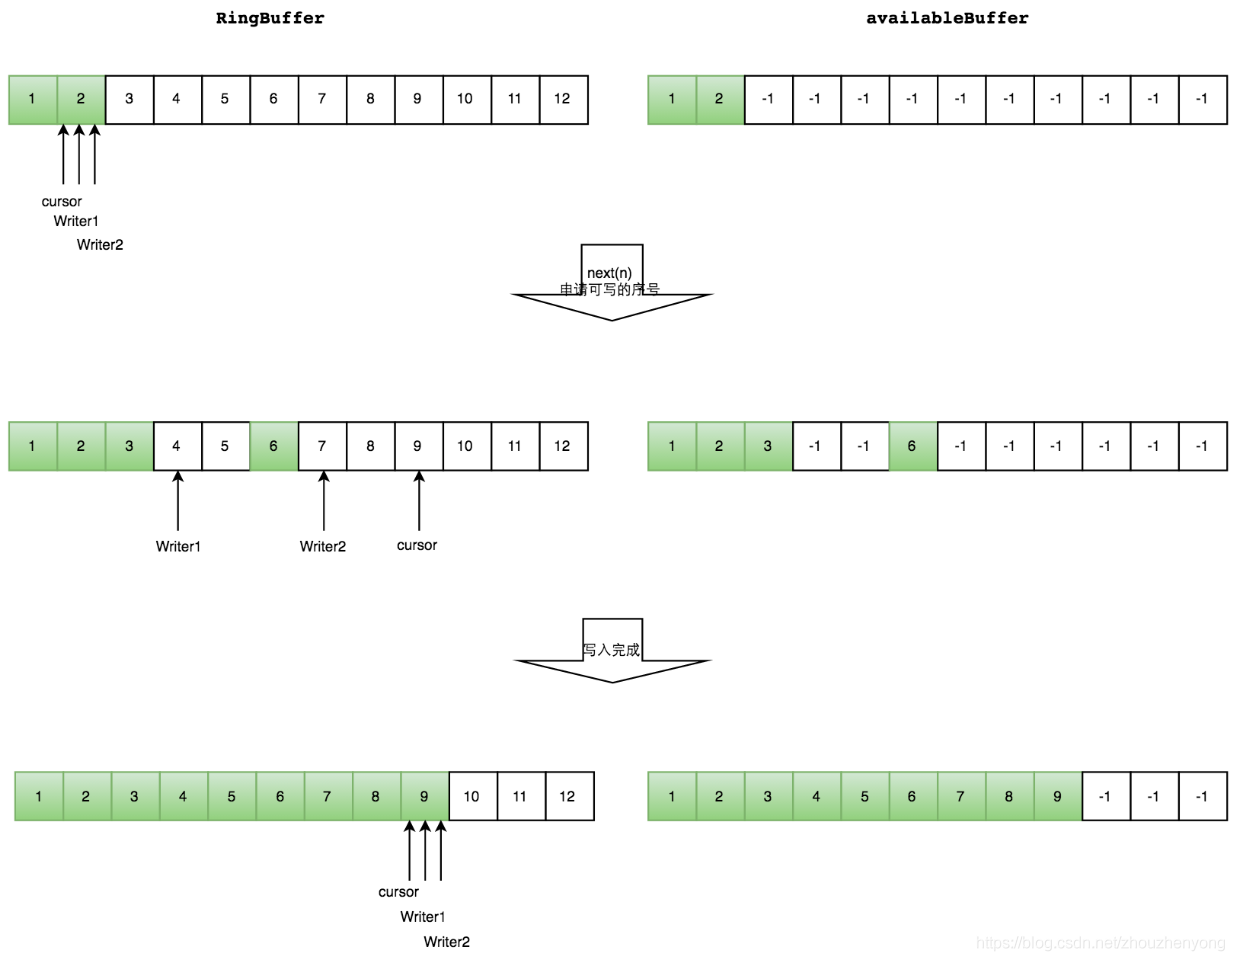 RingBuffer availableBuffer
1 2 3 4 5 6 7 8 9 10 11 12
1 2 -1 -1 -1 -1 -1 -1 -1 -1 -1 -1
cursor
Writer1
Writer2
next(n)
申请可写的序号
1 2 3 4 5 6 7 8 9 10 11 12
1 2 3 -1 -1 6 -1 -1 -1 -1 -1 -1
Writer1 Writer2 cursor
写入完成
1 2 3 4 5 6 7 8 9 10 11 12
1 2 3 4 5 6 7 8 9 -1 -1 -1
cursor
Writer1
Writer2
https://blog.csdn.net/zhouzhenyong